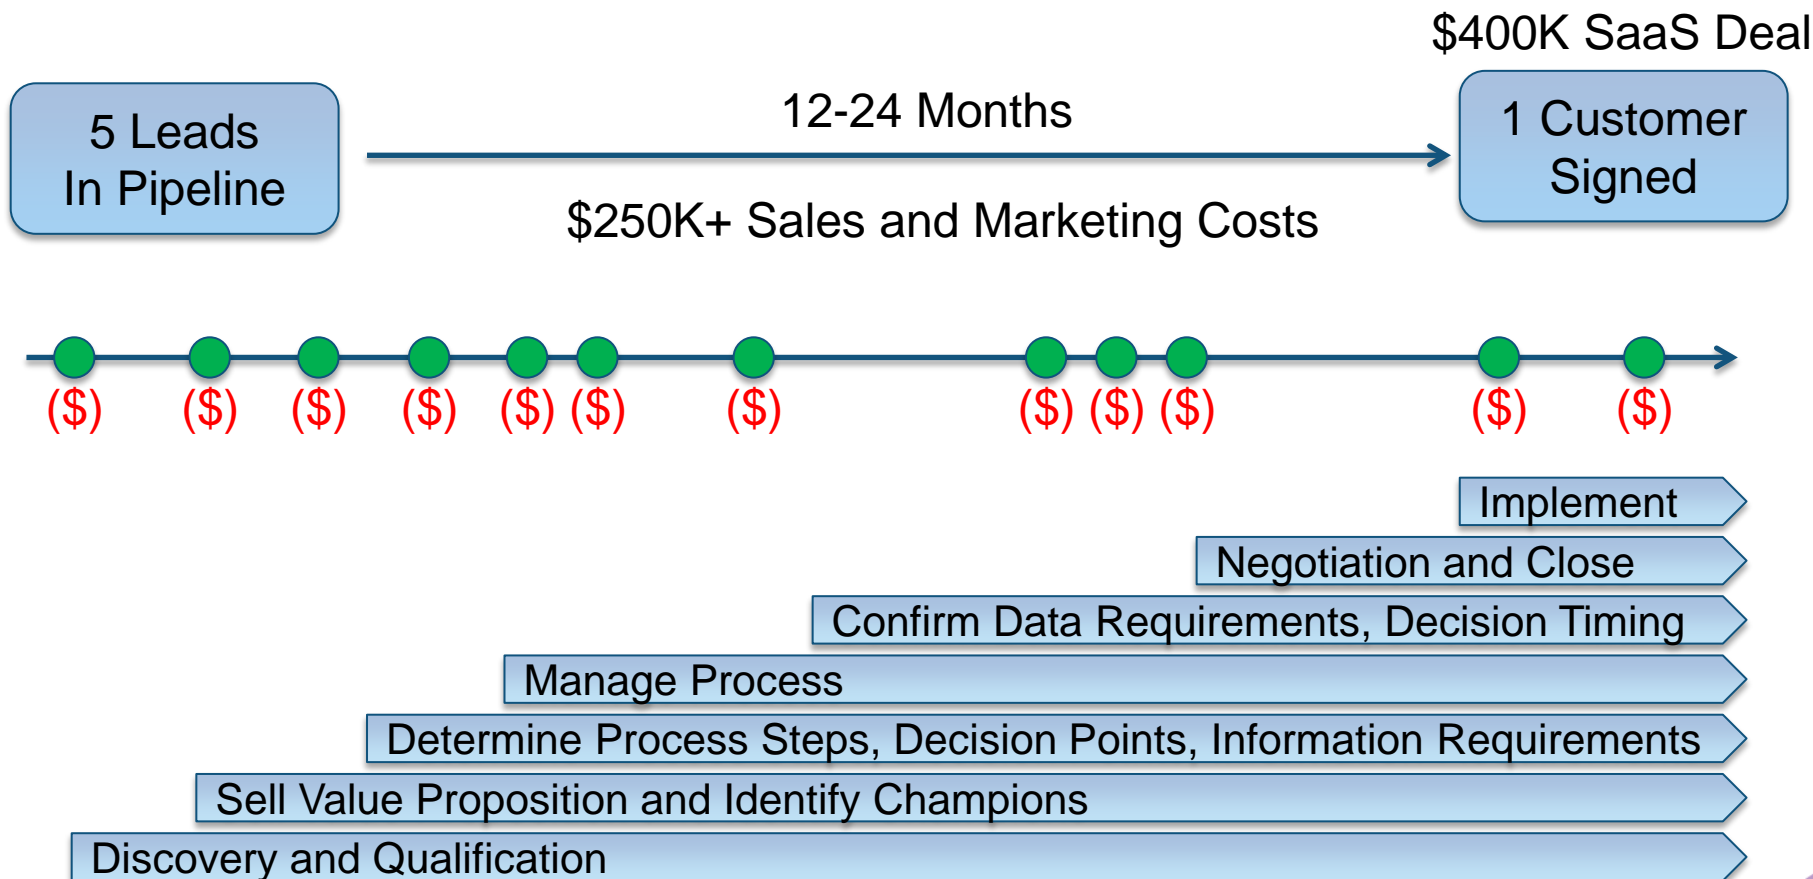 $400K SaaS Deal
5 Leads
In Pipeline
12-24 Months
$250K+ Sales and Marketing Costs
1 Customer
Signed
($) ($) ($) ($) ($) ($) ($) ($) ($) ($) ($) ($)
Implement
Negotiation and Close
Confirm Data Requirements, Decision Timing
Manage Process
Determine Process Steps, Decision Points, Information Requirements
Sell Value Proposition and Identify Champions
Discovery and Qualification